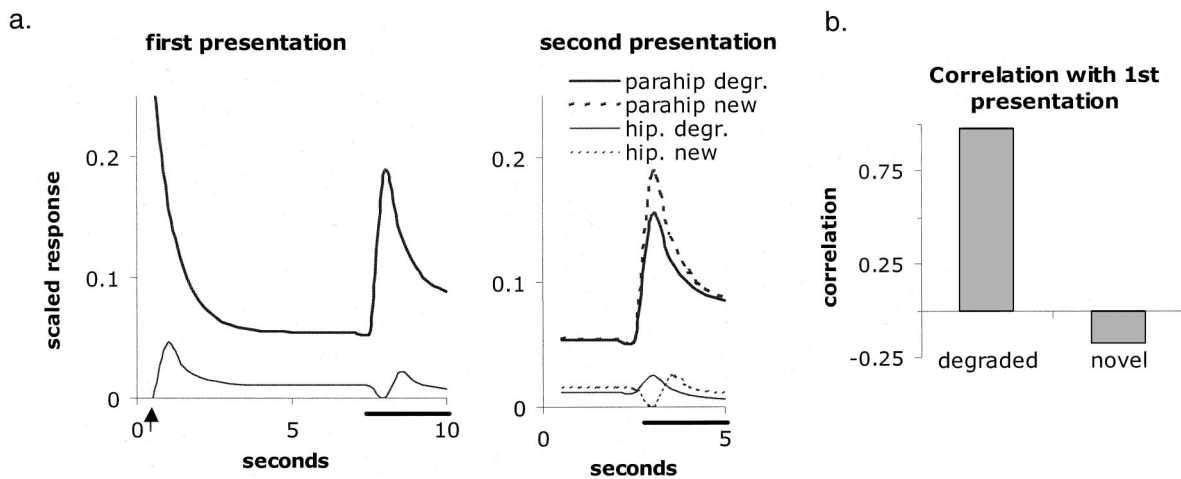 a.
first presentation
scaled response
0.2
0.1
0
0
5
10
seconds
second presentation
parahip degr.
parahip new
hip. degr.
hip. new
0.2
0.1
0
0
5
seconds
b.
Correlation with 1st
presentation
correlation
0.75
0.25
-0.25
degraded
novel